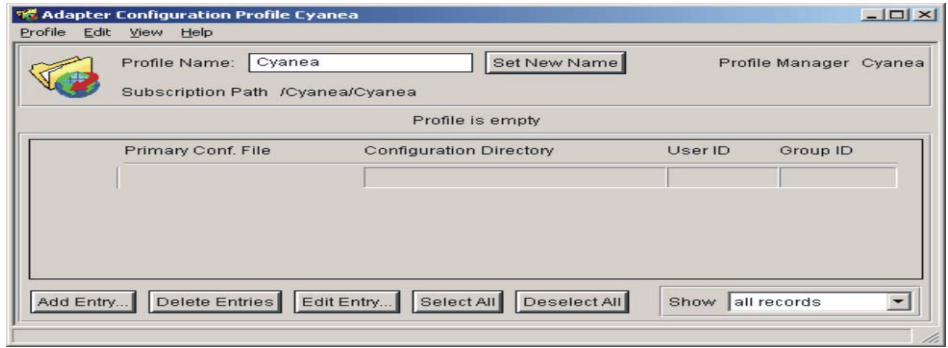 Adapter Configuration Profile Cyanea
Profile Edit View Help
Profile Name: Cyanea Set New Name Profile Manager Cyanea
Subscription Path /Cyanea/Cyanea
Profile is empty
Primary Conf. File Configuration Directory User ID Group ID
Add Entry... Delete Entries Edit Entry... Select All Deselect All Show all records